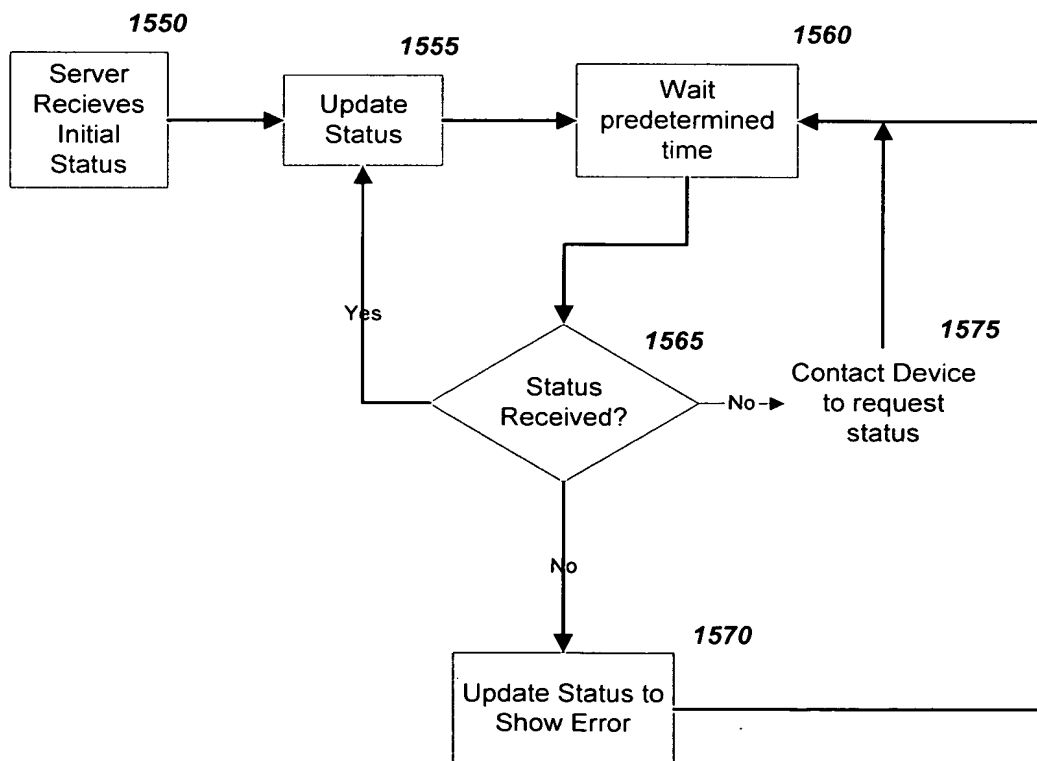 1550
Server
Recieves
Initial
Status
1555
Update
Status
1560
Wait
predetermined
time
Yes
1565
Status
Received?
No
1575
Contact Device
to request
status
No
1570
Update Status to
Show Error